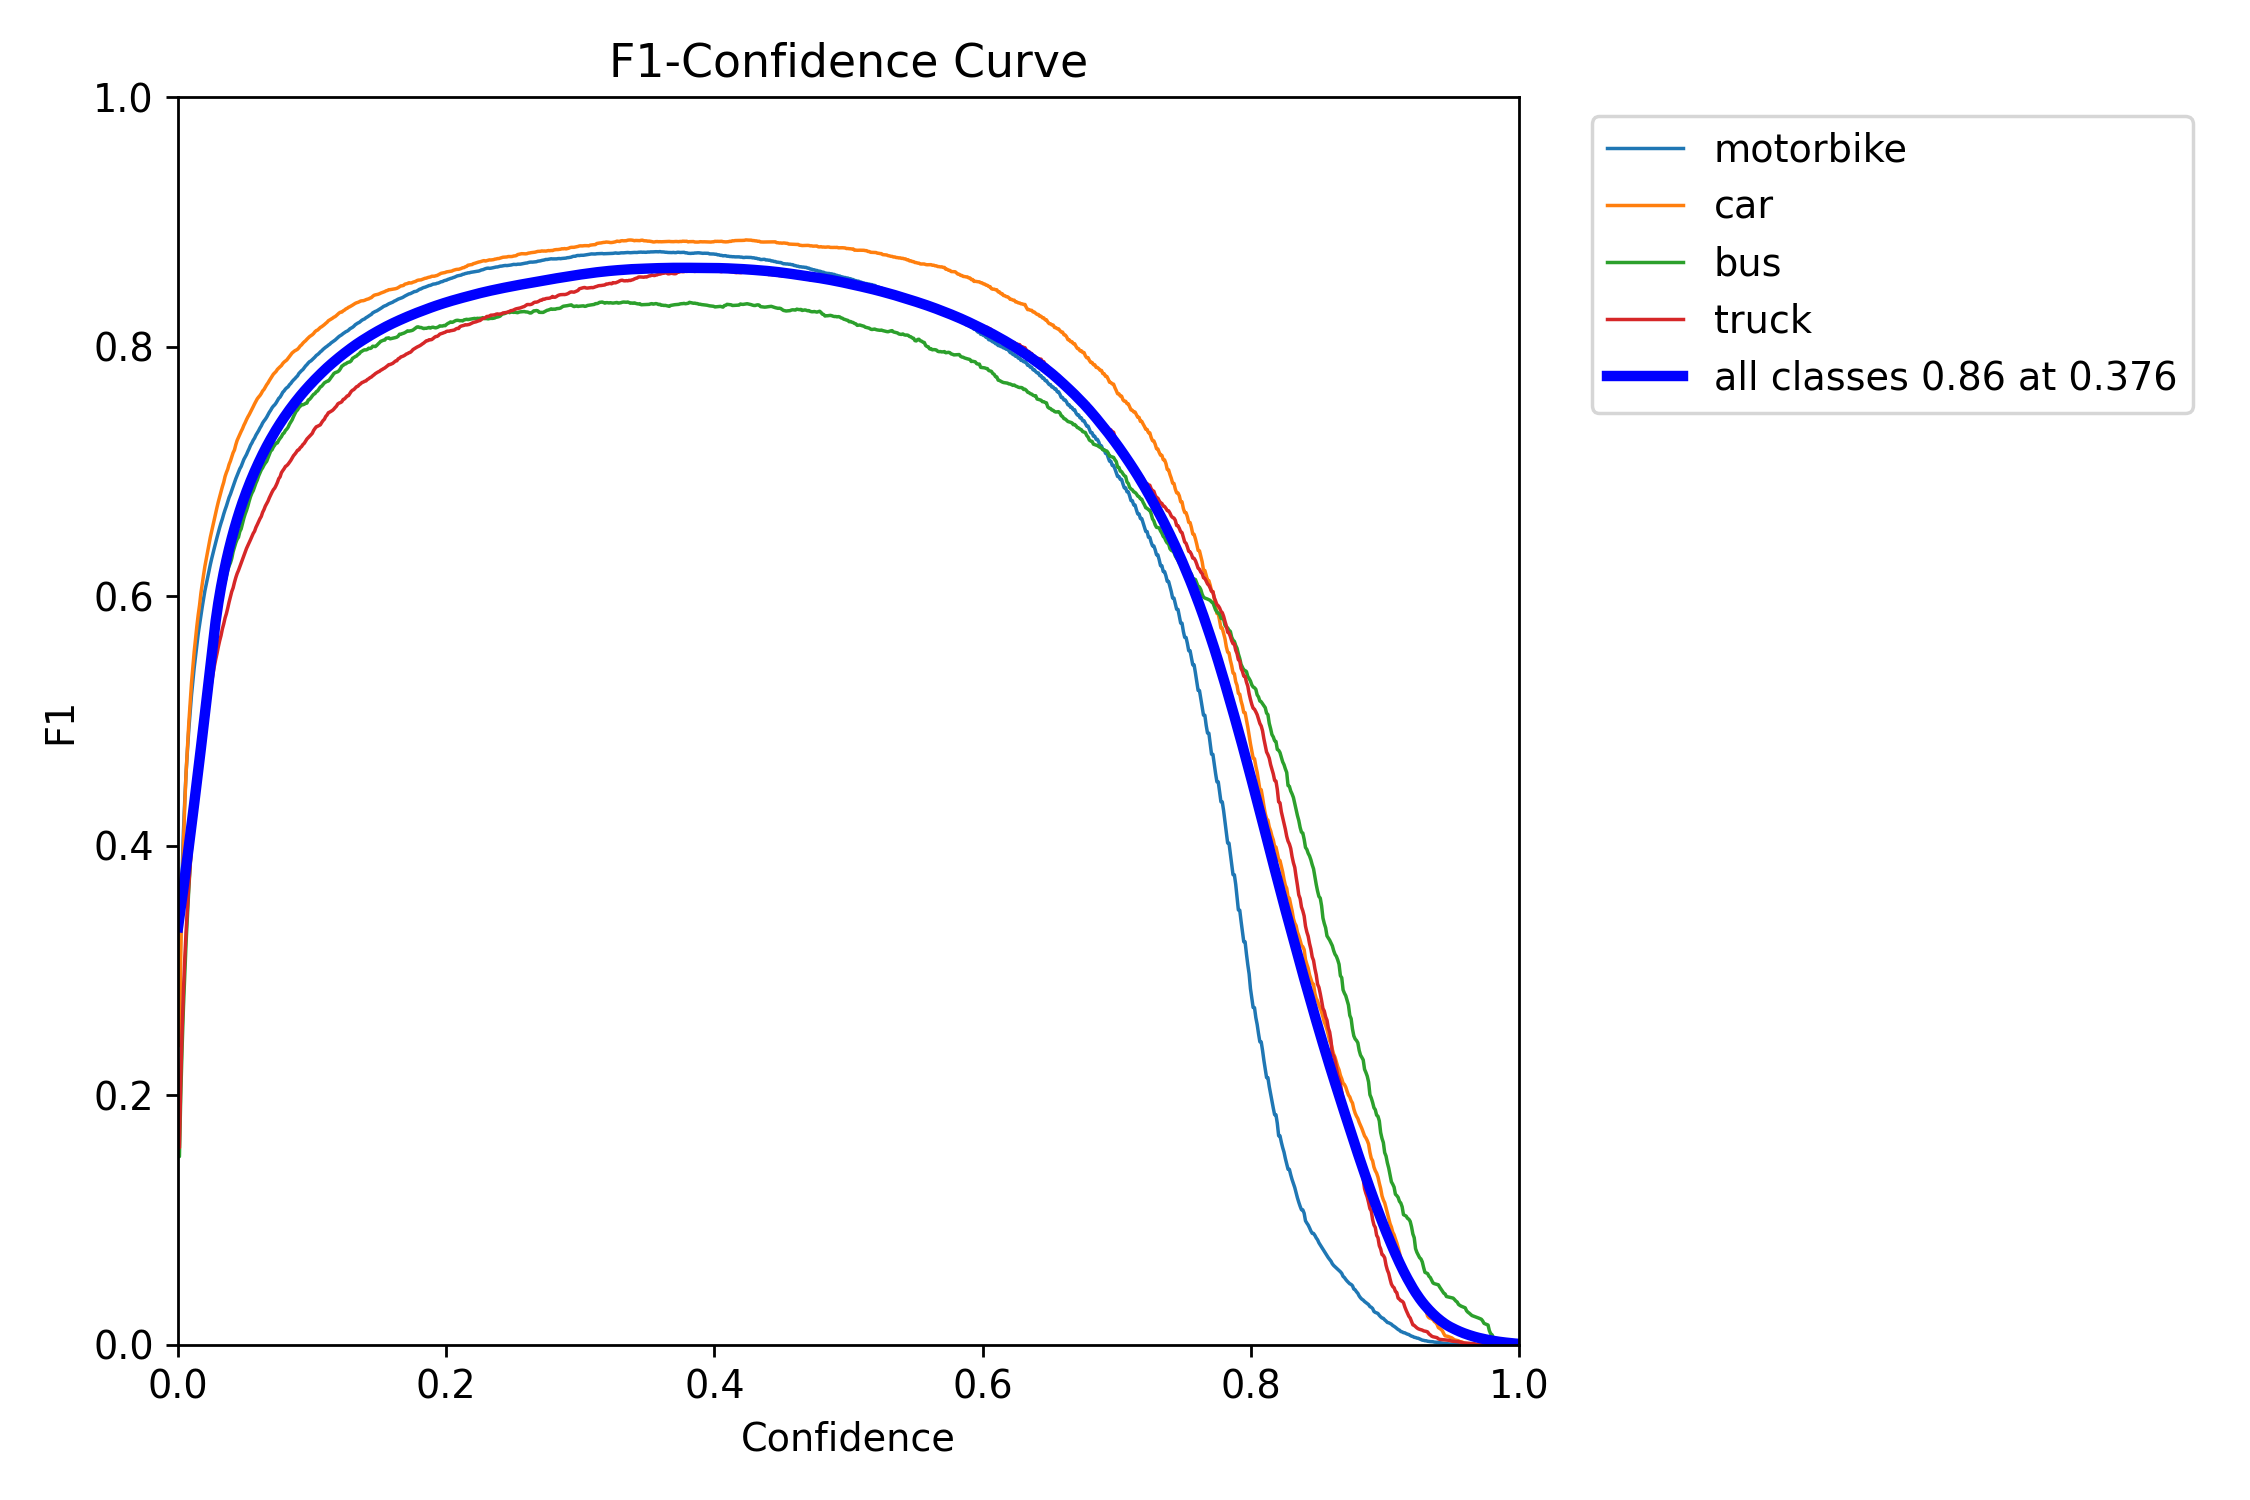 F1-Confidence Curve
1.0
0.8
0.6
0.4
0.2
0.0
F1
0.0 0.2 0.4 0.6 0.8 1.0
Confidence
motorbike
car
bus
truck
all classes 0.86 at 0.376